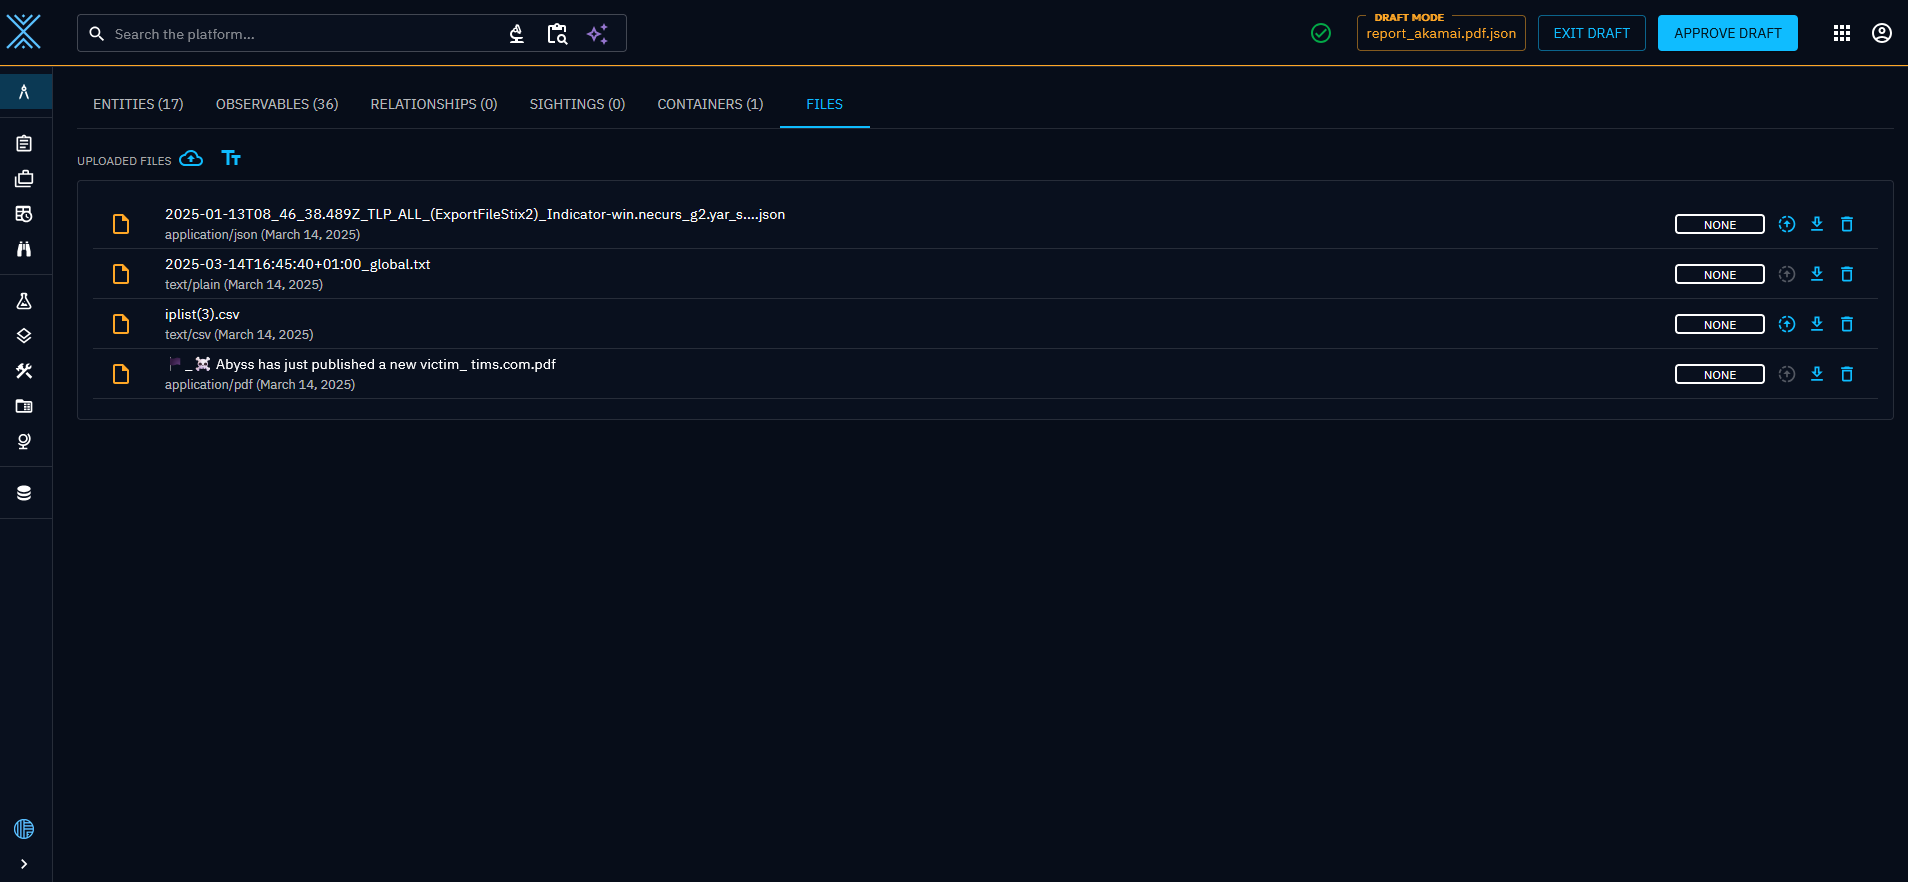 Search the platform...
DRAFT MODE
report_akamai.pdf.json
EXIT DRAFT
APPROVE DRAFT
ENTITIES (17)
OBSERVABLES (36)
RELATIONSHIPS (0)
SIGHTINGS (0)
CONTAINERS (1)
FILES
UPLOADED FILES
2025-01-13T08_46_38.489Z_TLP_ALL_(ExportFileStix2)_Indicator-win.necurs_g2.yar_s....json
application/json (March 14, 2025)
NONE
2025-03-14T16:45:40+01:00_global.txt
text/plain (March 14, 2025)
NONE
iplist(3).csv
text/csv (March 14, 2025)
NONE
🏴_☠️ Abyss has just published a new victim_ tims.com.pdf
application/pdf (March 14, 2025)
NONE